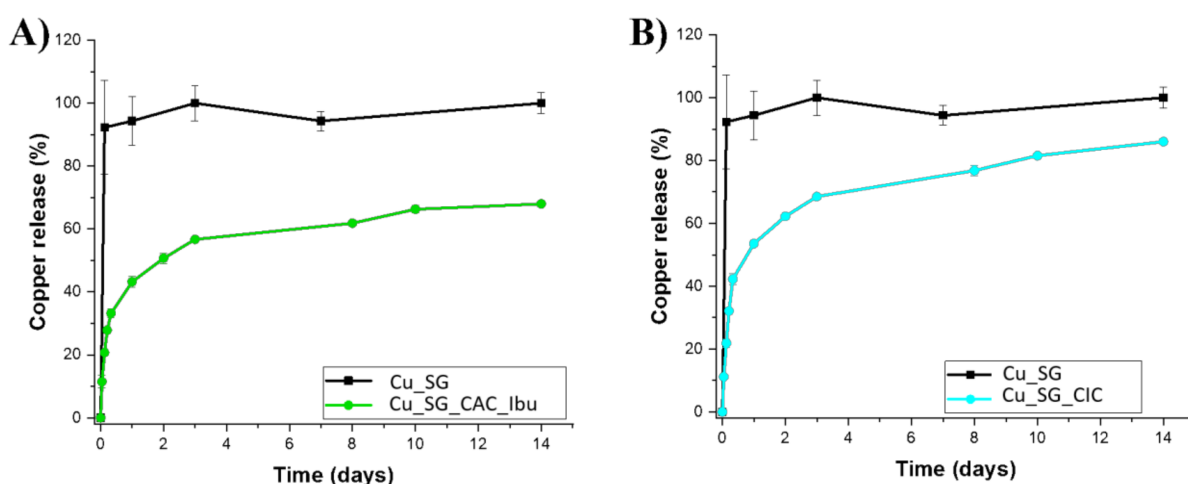 A)
120
100
80
60
40
20
0
Copper release (%)
Cu_SG
Cu_SG_CAC_Ibu
0 2 4 6 8 10 12 14
Time (days)
B)
120
100
80
60
40
20
0
Copper release (%)
Cu_SG
Cu_SG_CIC
0 2 4 6 8 10 12 14
Time (days)